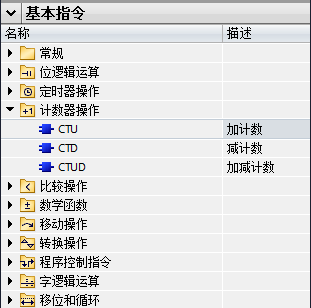 基本指令
名称 描述
常规
位逻辑运算
定时器操作
计数器操作
CTU 加计数
CTD 减计数
CTUD 加减计数
比较操作
数学函数
移动操作
转换操作
程序控制指令
字逻辑运算
移位和循环